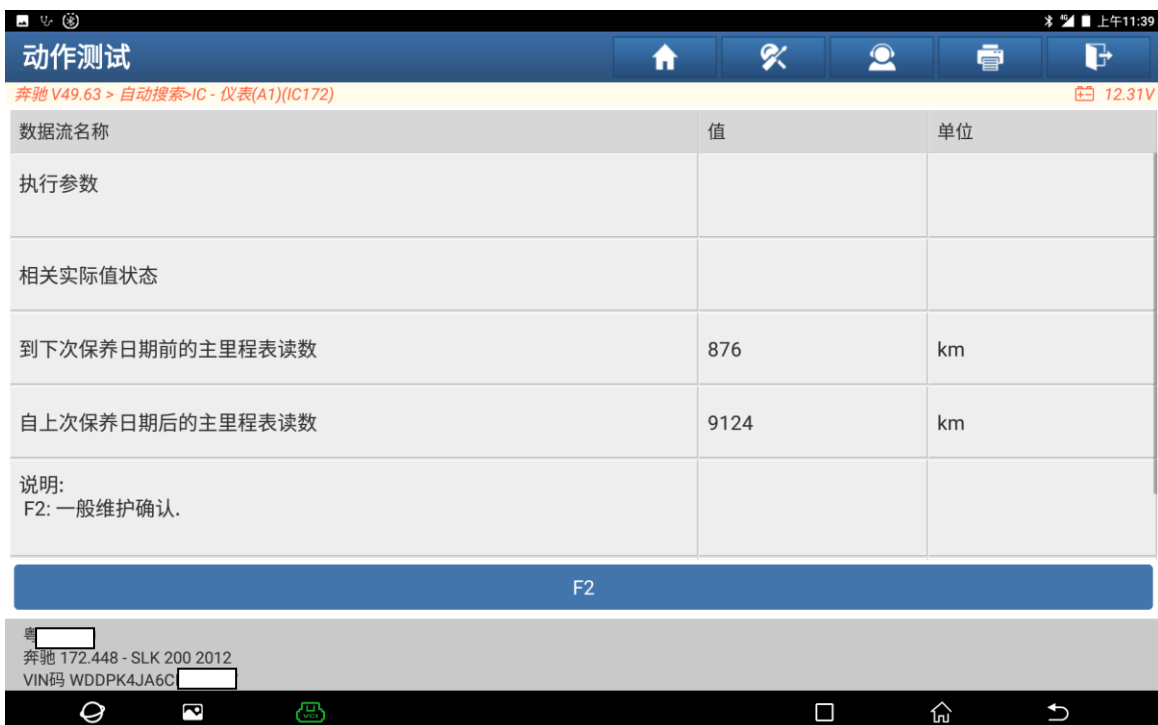 4G 上午11:39
动作测试
奔驰 V49.63 > 自动搜索>IC - 仪表(A1)(IC172) 12.31V
数据流名称 值 单位
执行参数
相关实际值状态
到下次保养日期前的主里程表读数 876 km
自上次保养日期后的主里程表读数 9124 km
说明:
F2: 一般维护确认.
F2
粤
奔驰 172.448 - SLK 200 2012
VIN码 WDDPK4JA6C
VCI